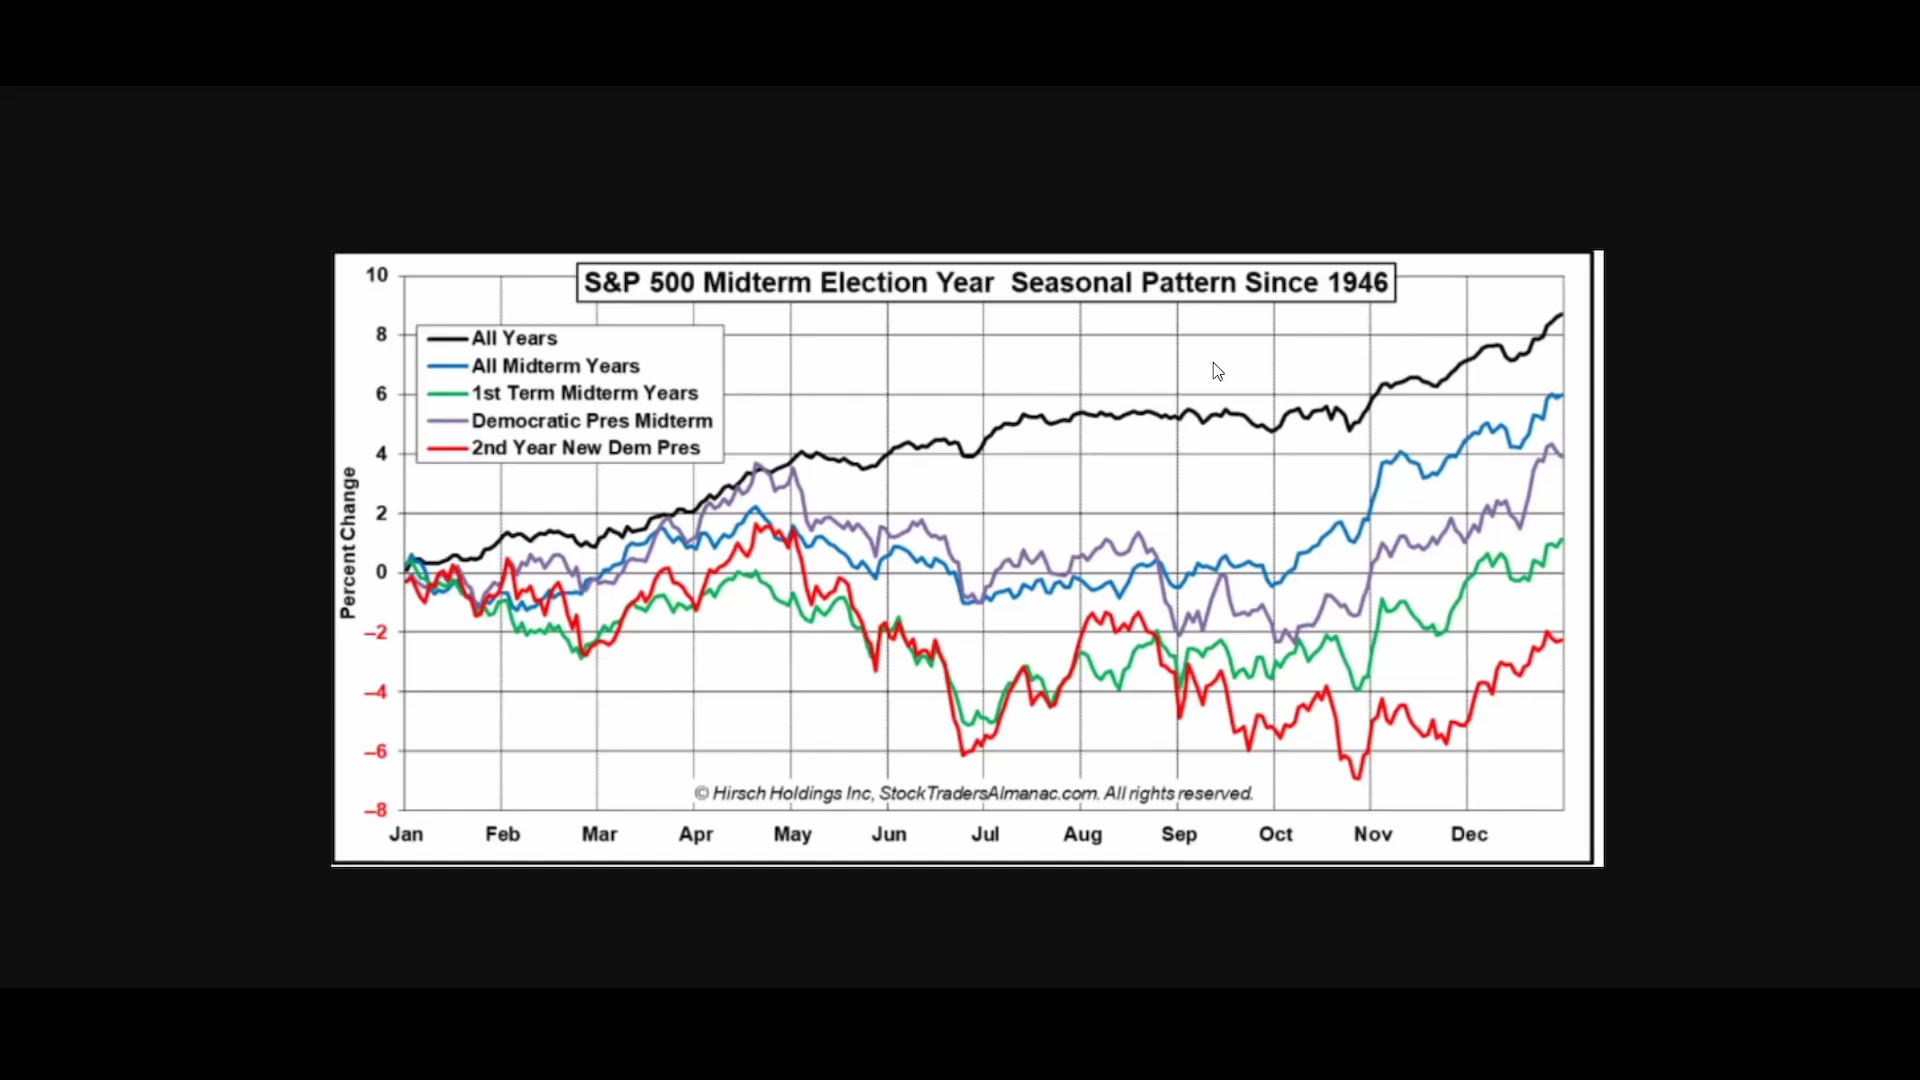 S&P 500 Midterm Election Year Seasonal Pattern Since 1946
10
8
6
4
2
0
–2
–4
–6
–8
Percent Change
All Years
All Midterm Years
1st Term Midterm Years
Democratic Pres Midterm
2nd Year New Dem Pres
© Hirsch Holdings Inc, StockTradersAlmanac.com. All rights reserved.
Jan Feb Mar Apr May Jun Jul Aug Sep Oct Nov Dec